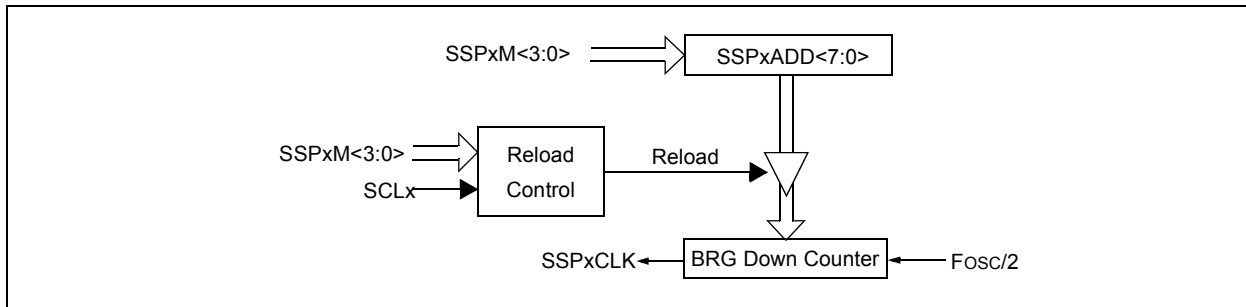 SSPxM<3:0>
SSPxADD<7:0>
SSPxM<3:0>
SCLx
Reload
Control
Reload
SSPxCLK
BRG Down Counter
FOSC/2